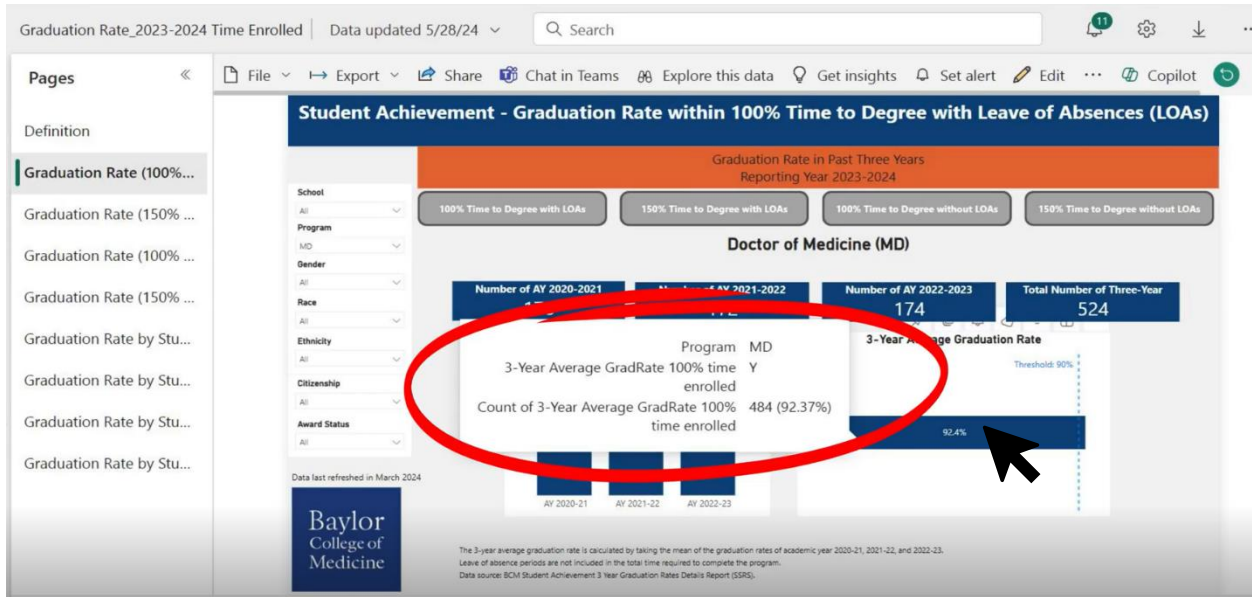 Graduation Rate_2023-2024 Time Enrolled | Data updated 5/28/24
Search
11
Pages
File Export Share Chat in Teams Explore this data Get insights Set alert Edit ... Copilot
Definition
Graduation Rate (100%...
Graduation Rate (150% ...
Graduation Rate (100% ...
Graduation Rate (150% ...
Graduation Rate by Stu...
Graduation Rate by Stu...
Graduation Rate by Stu...
Graduation Rate by Stu...
Student Achievement - Graduation Rate within 100% Time to Degree with Leave of Absences (LOAs)
Graduation Rate in Past Three Years
Reporting Year 2023-2024
School
All
Program
MD
Gender
All
Race
All
Ethnicity
All
Citizenship
All
Award Status
All
Data last refreshed in March 2024
Baylor
College of
Medicine
100% Time to Degree with LOAs
150% Time to Degree with LOAs
100% Time to Degree without LOAs
150% Time to Degree without LOAs
Doctor of Medicine (MD)
Number of AY 2020-2021
Number of AY 2021-2022
Number of AY 2022-2023
174
Total Number of Three-Year
524
Program MD
3-Year Average GradRate 100% time Y
enrolled
Count of 3-Year Average GradRate 100% 484 (92.37%)
time enrolled
3-Year Average Graduation Rate
Threshold: 90%
92.4%
AY 2020-21 AY 2021-22 AY 2022-23
The 3-year average graduation rate is calculated by taking the mean of the graduation rates of academic year 2020-21, 2021-22, and 2022-23.
Leave of absence periods are not included in the total time required to complete the program.
Data source: BCM Student Achievement 3 Year Graduation Rates Details Report (SSRS).